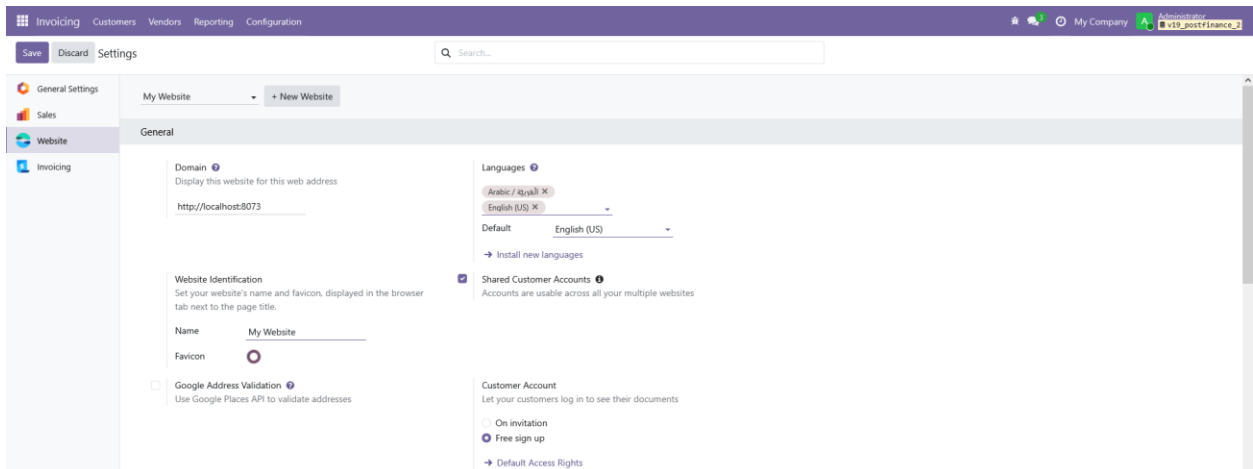 Invoicing Customers Vendors Reporting Configuration
3 My Company A Administrator
v19_postfinance_2
Save Discard Settings
Search...
General Settings
Sales
Website
Invoicing
My Website + New Website
General
Domain ?
Display this website for this web address
http://localhost:8073
Languages ?
Arabic / الْعَرَبيّة ×
English (US) ×
Default English (US)
→ Install new languages
Website Identification
Set your website's name and favicon, displayed in the browser
tab next to the page title.
Name My Website
Favicon
Shared Customer Accounts
Accounts are usable across all your multiple websites
Google Address Validation ?
Use Google Places API to validate addresses
Customer Account
Let your customers log in to see their documents
On invitation
Free sign up
→ Default Access Rights